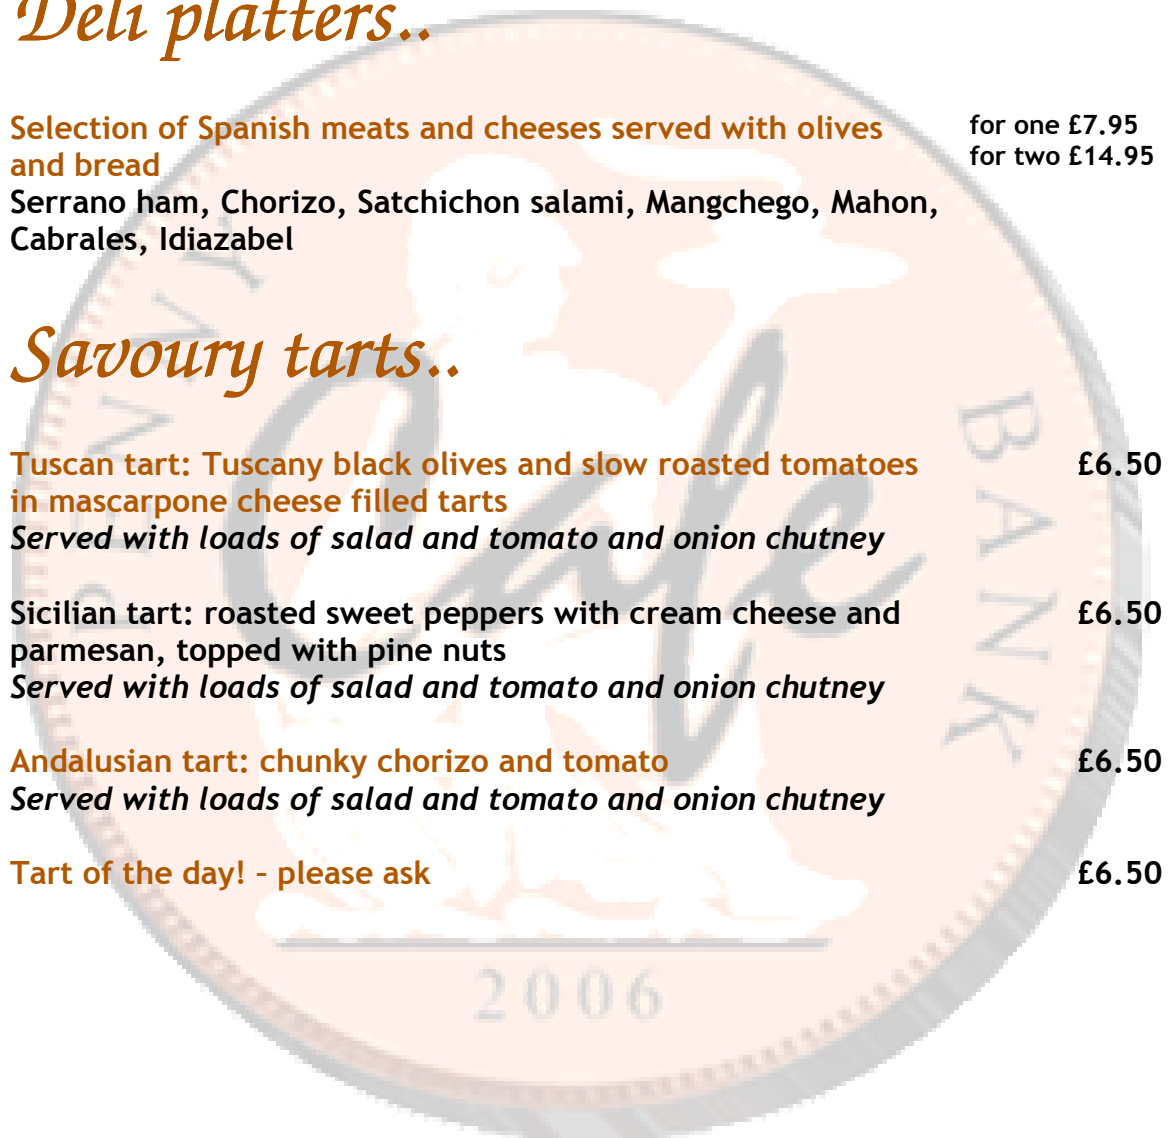 Deli platters..
Selection of Spanish meats and cheeses served with olives
and bread
for one £7.95
for two £14.95
Serrano ham, Chorizo, Satchichon salami, Mangchego, Mahon,
Cabrales, Idiazabel
Savoury tarts..
Tuscan tart: Tuscany black olives and slow roasted tomatoes £6.50
in mascarpone cheese filled tarts
Served with loads of salad and tomato and onion chutney
Sicilian tart: roasted sweet peppers with cream cheese and £6.50
parmesan, topped with pine nuts
Served with loads of salad and tomato and onion chutney
Andalusian tart: chunky chorizo and tomato £6.50
Served with loads of salad and tomato and onion chutney
Tart of the day! – please ask £6.50
PENNY
Cafe
BANK
2006